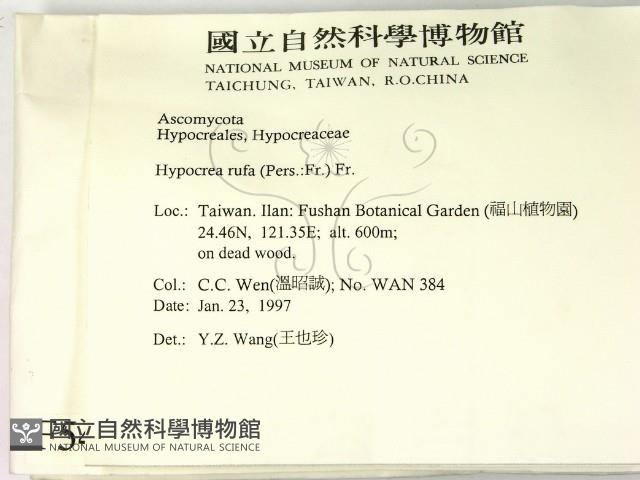 國立自然科學博物館
NATIONAL MUSEUM OF NATURAL SCIENCE
TAICHUNG, TAIWAN, R.O.CHINA
Ascomycota
Hypocreales, Hypocreaceae
Hypocrea rufa (Pers.:Fr.) Fr.
Loc.: Taiwan. Ilan: Fushan Botanical Garden (福山植物園)
24.46N, 121.35E; alt. 600m;
on dead wood.
Col.: C.C. Wen(溫昭誠); No. WAN 384
Date: Jan. 23, 1997
Det.: Y.Z. Wang(王也珍)
國立自然科學博物館
NATIONAL MUSEUM OF NATURAL SCIENCE